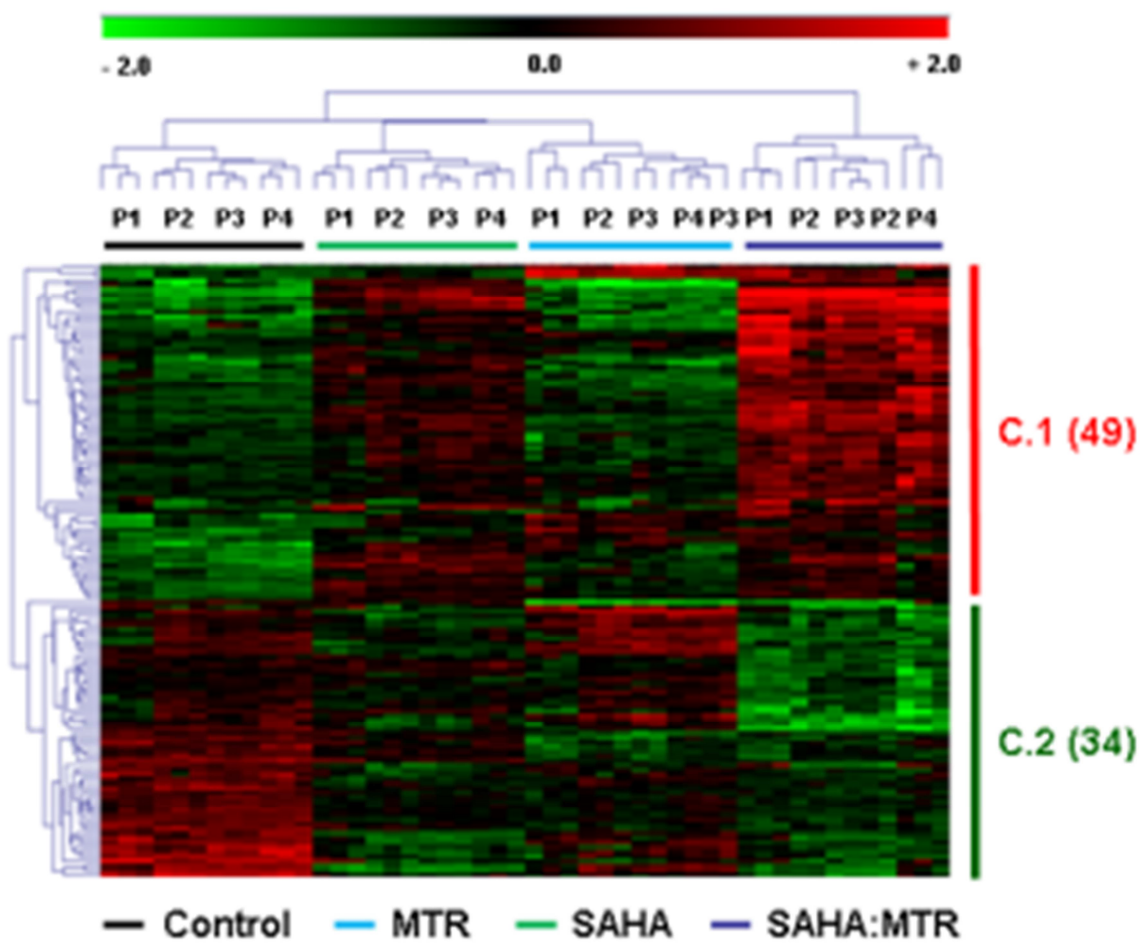 - 2.0 0.0 + 2.0
P1 P2 P3 P4 P1 P2 P3 P4 P1 P2 P3 P4 P3 P1 P2 P3 P2 P4
C.1 (49)
C.2 (34)
Control MTR SAHA SAHA:MTR